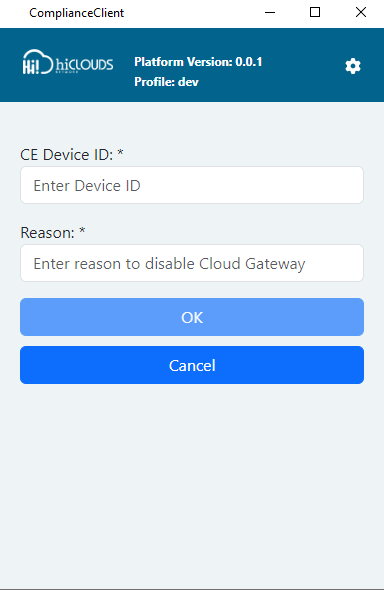 ComplianceClient
Hi! hiCLOUDS
NETWORK
Platform Version: 0.0.1
Profile: dev
CE Device ID: *
Enter Device ID
Reason: *
Enter reason to disable Cloud Gateway
OK
Cancel